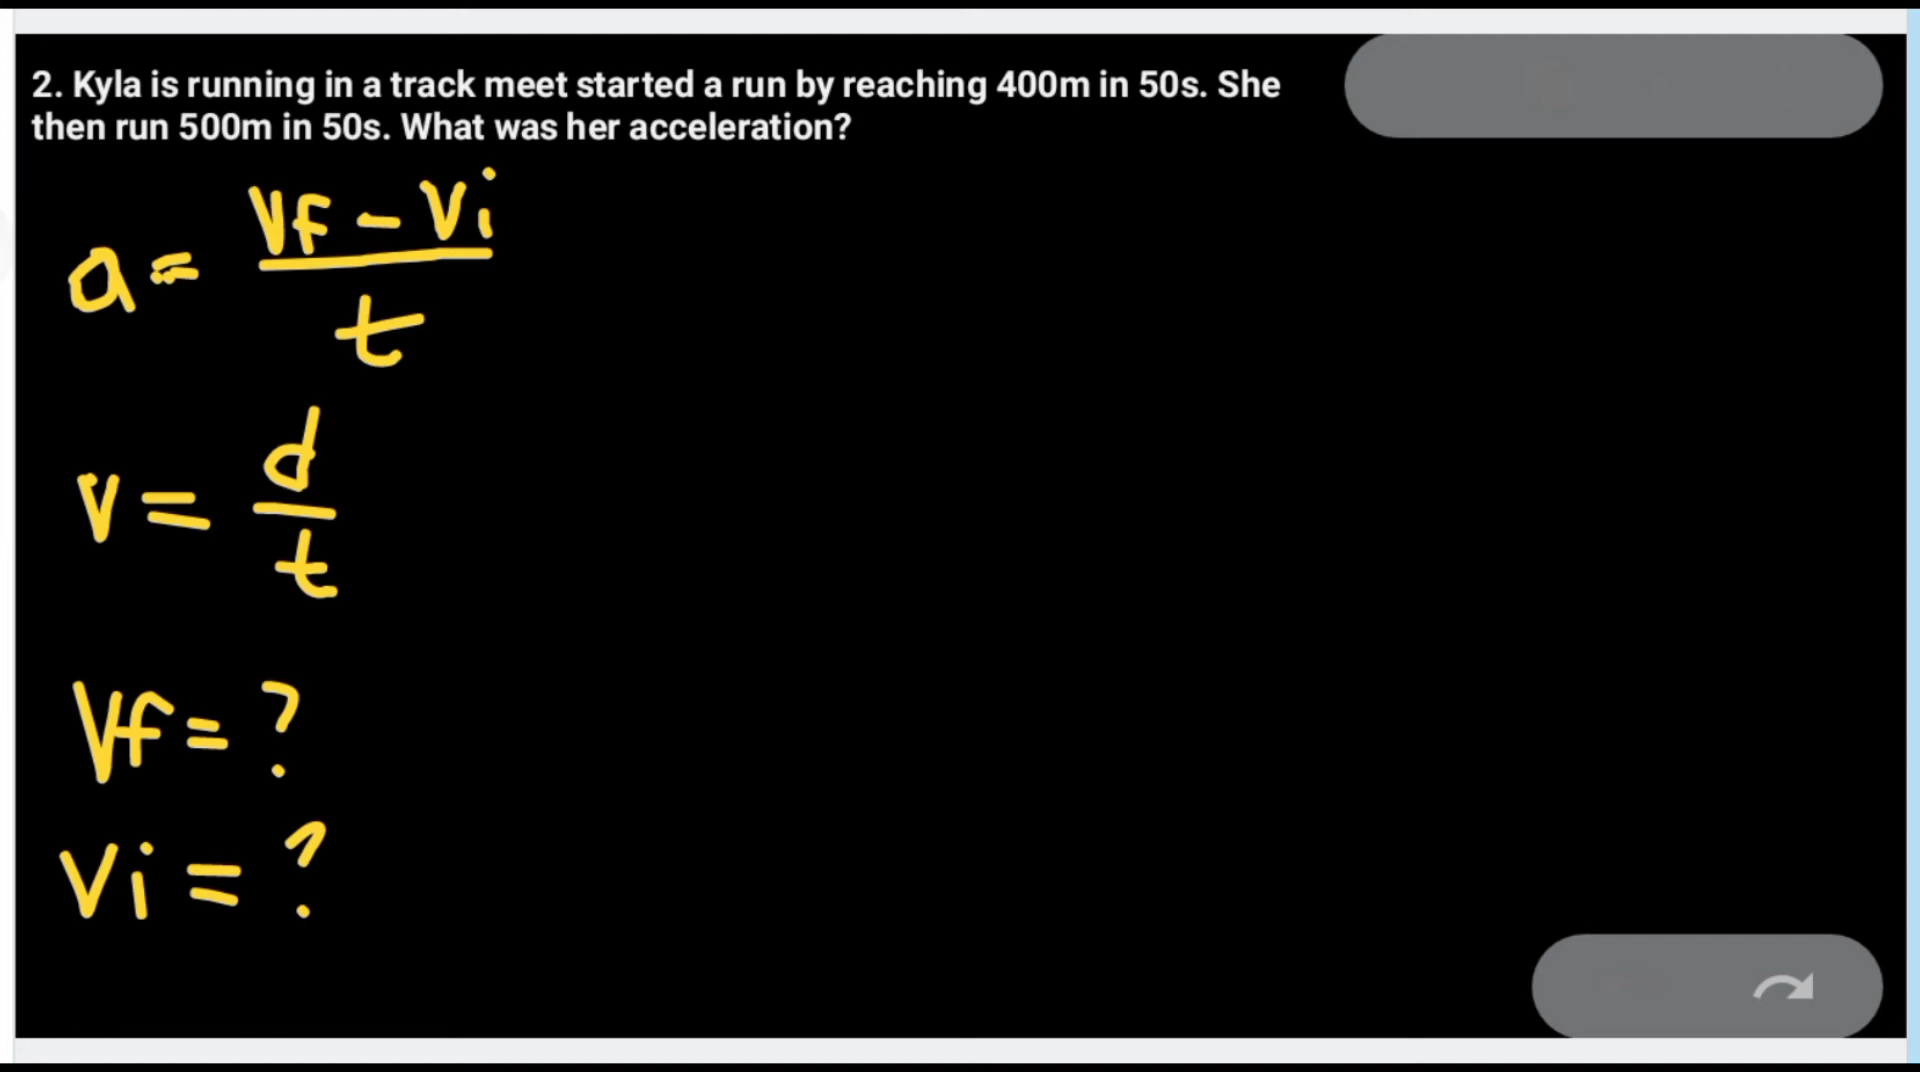 2. Kyla is running in a track meet started a run by reaching 400m in 50s. She
then run 500m in 50s. What was her acceleration?
a = Vf - Vi
t
V = d
t
Vf = ?
Vi = ?